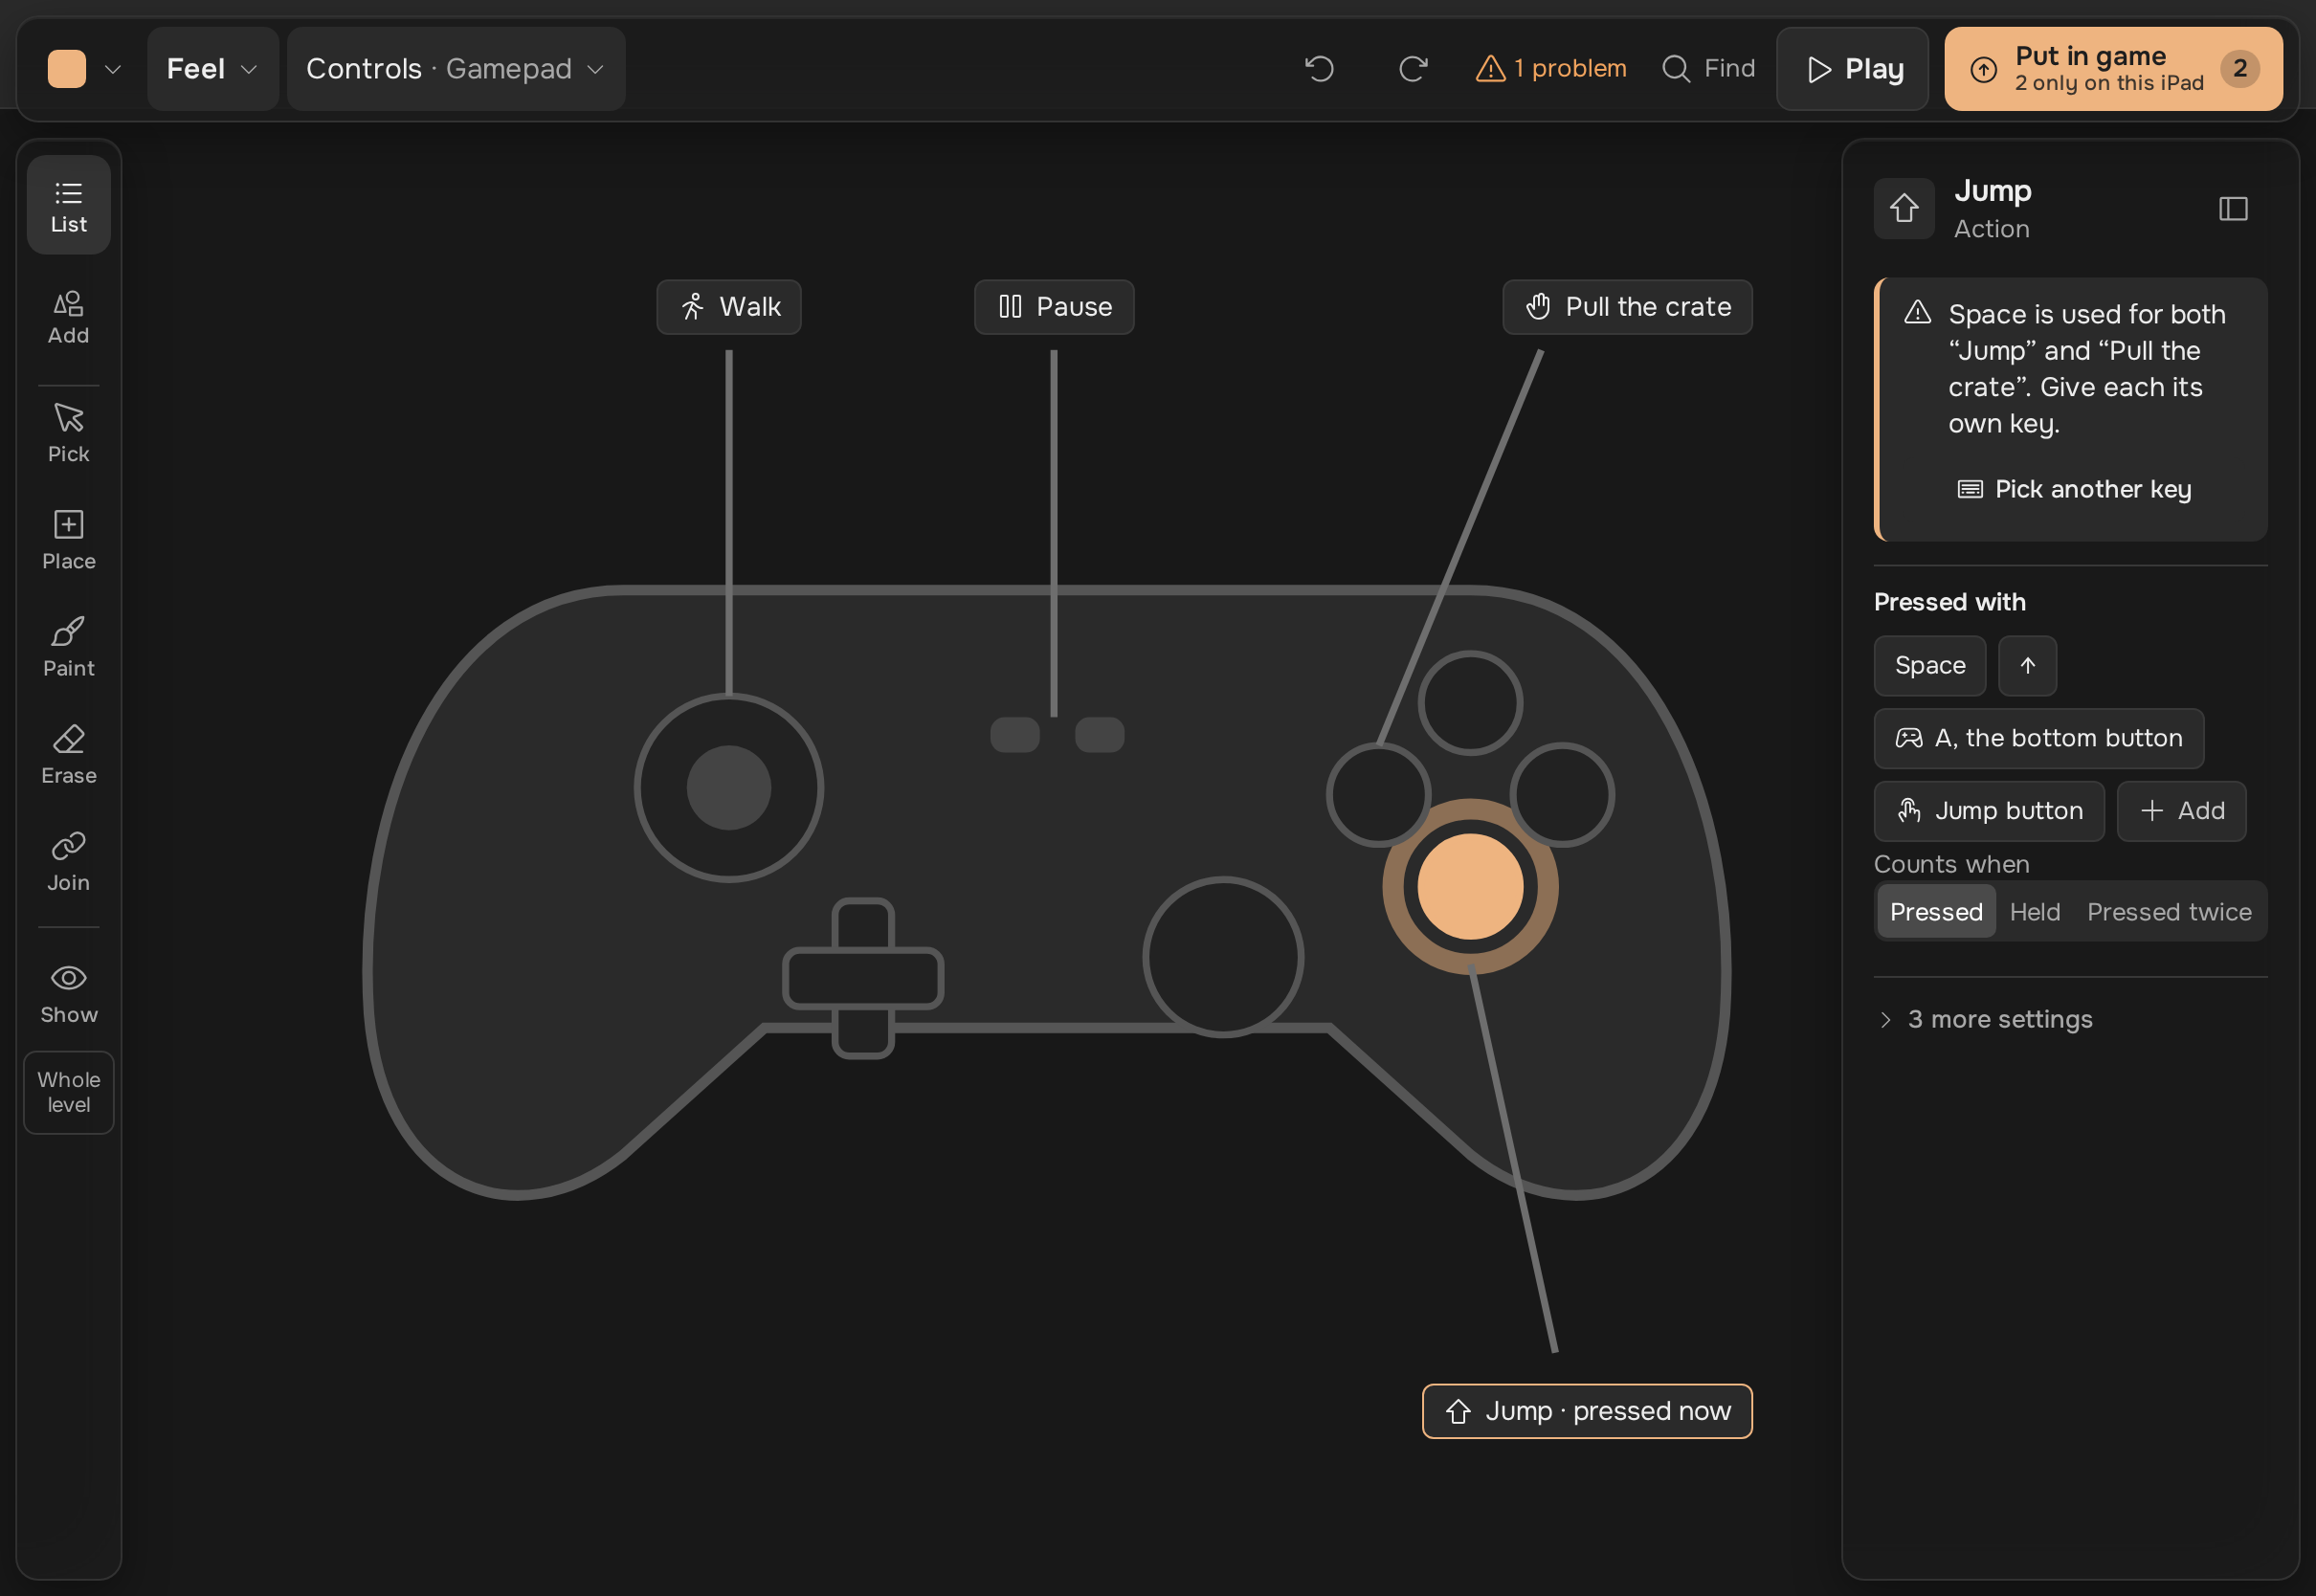 Feel
Controls · Gamepad
1 problem
Find
Play
Put in game
2 only on this iPad
2
List
Add
Pick
Place
Paint
Erase
Join
Show
Whole
level
Walk
Pause
Pull the crate
Jump · pressed now
Jump
Action
Space is used for both
“Jump” and “Pull the
crate”. Give each its
own key.
Pick another key
Pressed with
Space
A, the bottom button
Jump button
Add
Counts when
Pressed
Held
Pressed twice
3 more settings